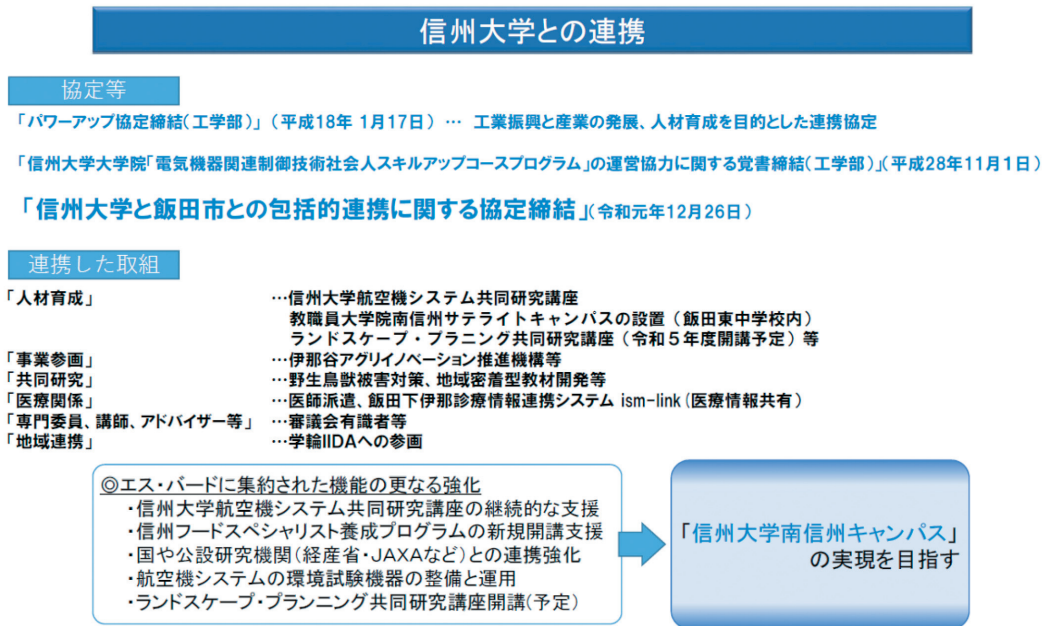 信州大学との連携
協定等
「パワーアップ協定締結(工学部)」(平成18年 1月17日) … 工業振興と産業の発展、人材育成を目的とした連携協定
「信州大学大学院「電気機器関連制御技術社会人スキルアップコースプログラム」の運営協力に関する覚書締結(工学部)」(平成28年11月1日)
「信州大学と飯田市との包括的連携に関する協定締結」(令和元年12月26日)
連携した取組
「人材育成」 …信州大学航空機システム共同研究講座
教職員大学院南信州サテライトキャンパスの設置(飯田東中学校内)
ランドスケープ・プラニング共同研究講座(令和5年度開講予定)等
「事業参画」 …伊那谷アグリイノベーション推進機構等
「共同研究」 …野生鳥獣被害対策、地域密着型教材開発等
「医療関係」 …医師派遣、飯田下伊那診療情報連携システム ism-link(医療情報共有)
「専門委員、講師、アドバイザー等」 …審議会有識者等
「地域連携」 …学輪IIDAへの参画
◎エス・バードに集約された機能の更なる強化
・信州大学航空機システム共同研究講座の継続的な支援
・信州フードスペシャリスト養成プログラムの新規開講支援
・国や公設研究機関(経産省・JAXAなど)との連携強化
・航空機システムの環境試験機器の整備と運用
・ランドスケープ・プランニング共同研究講座開講(予定)
「信州大学南信州キャンパス」
の実現を目指す